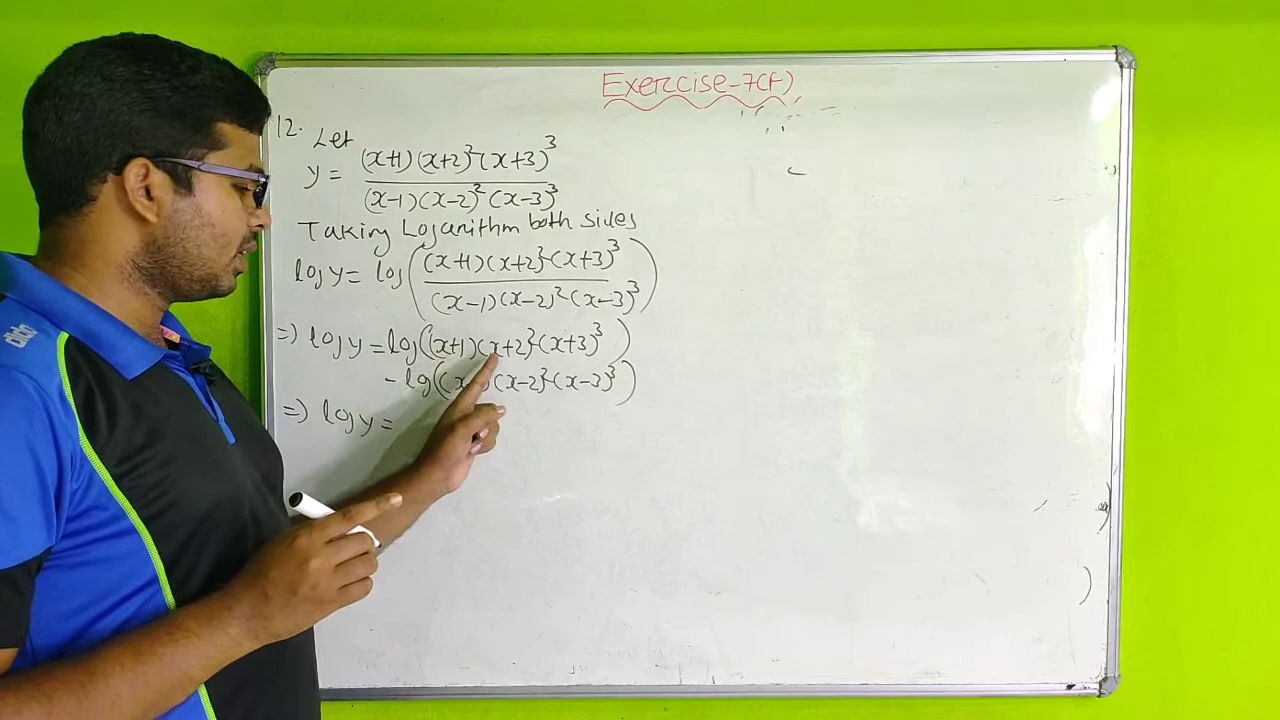 Exercise-7(f)
12. Let
y = (x+1)(x+2)²(x+3)³
(x-1)(x-2)²(x-3)³
Taking Logarithm both sides
log y = log((x+1)(x+2)²(x+3)³
(x-1)(x-2)²(x-3)³)
=) log y = log((x+1)(x+2)²(x+3)³)
- log((x-1)(x-2)²(x-3)³)
=) log y =